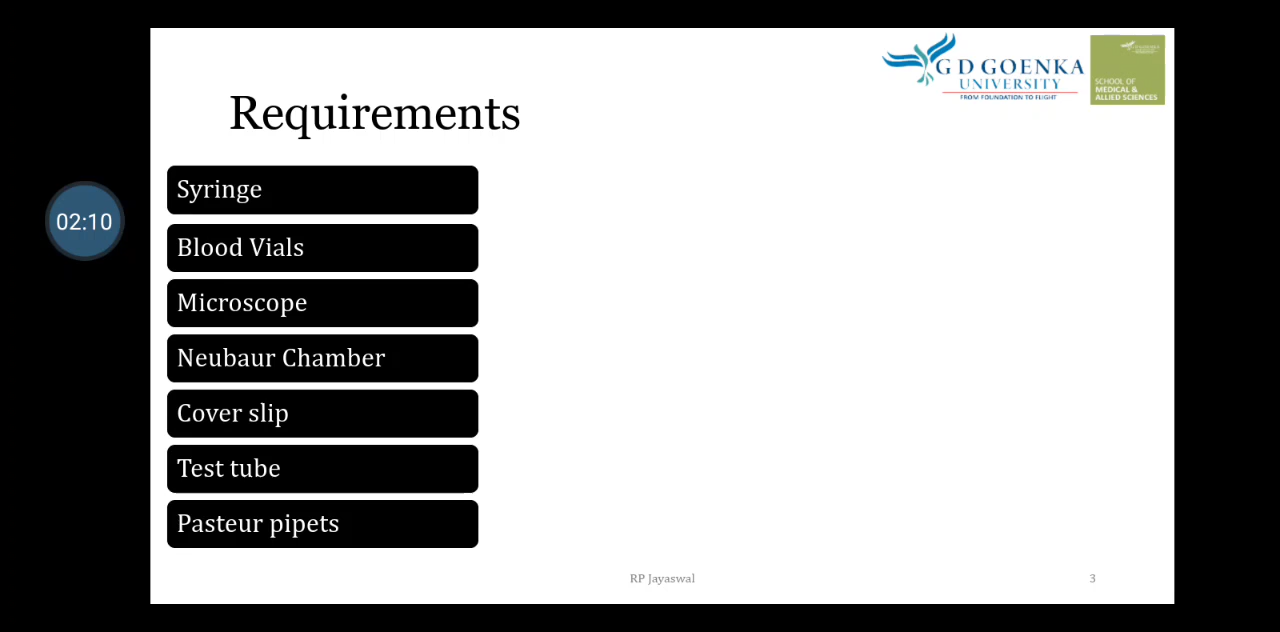 G D GOENKA
UNIVERSITY
FROM FOUNDATION TO FLIGHT
SCHOOL OF
MEDICAL &
ALLIED SCIENCES
Requirements
Syringe
02:10
Blood Vials
Microscope
Neubaur Chamber
Cover slip
Test tube
Pasteur pipets
RP Jayaswal
3